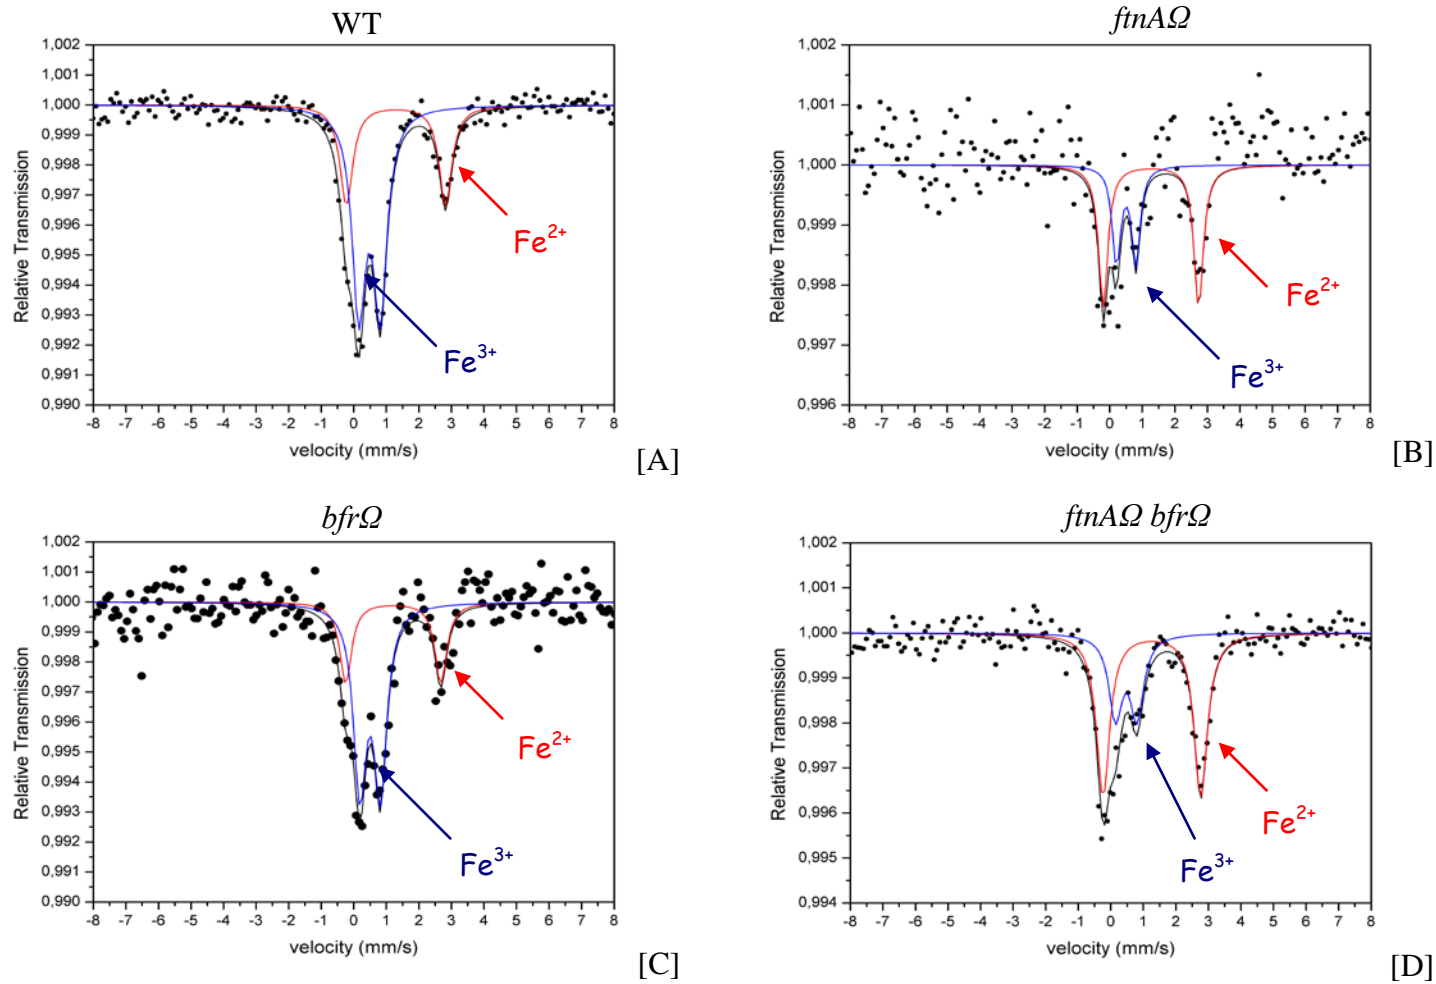 WT
1,002
1,001
1,000
0,999
0,998
0,997
0,996
0,995
0,994
0,993
0,992
0,991
0,990
Relative Transmission
-8 -7 -6 -5 -4 -3 -2 -1 0 1 2 3 4 5 6 7 8
velocity (mm/s)
Fe2+
Fe3+
[A]
ftnAΩ
1,002
1,001
1,000
0,999
0,998
0,997
0,996
Relative Transmission
-8 -7 -6 -5 -4 -3 -2 -1 0 1 2 3 4 5 6 7 8
velocity (mm/s)
Fe2+
Fe3+
[B]
bfrΩ
1,002
1,001
1,000
0,999
0,998
0,997
0,996
0,995
0,994
0,993
0,992
0,991
0,990
Relative Transmission
-8 -7 -6 -5 -4 -3 -2 -1 0 1 2 3 4 5 6 7 8
velocity (mm/s)
Fe2+
Fe3+
[C]
ftnAΩ bfrΩ
1,002
1,001
1,000
0,999
0,998
0,997
0,996
0,995
0,994
Relative Transmission
-8 -7 -6 -5 -4 -3 -2 -1 0 1 2 3 4 5 6 7 8
velocity (mm/s)
Fe2+
Fe3+
[D]